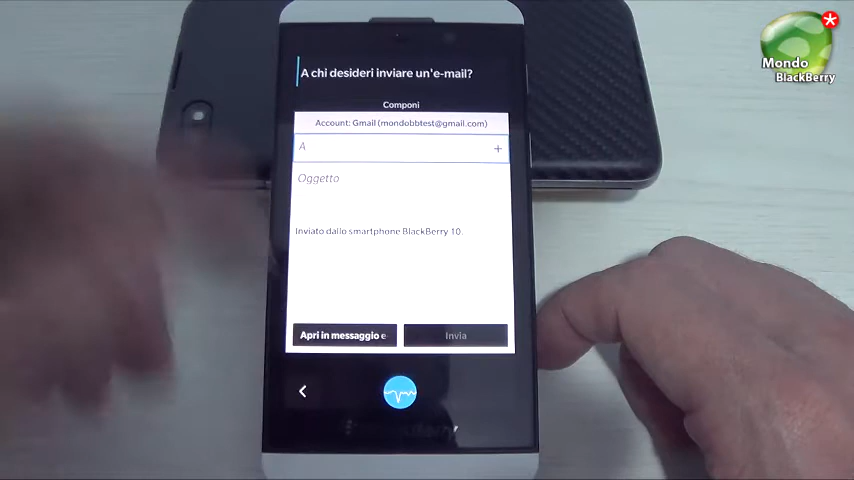 Mondo
BlackBerry
A chi desideri inviare un'e-mail?
Componi
Account: Gmail (mondobbtest@gmail.com)
A +
Oggetto
Inviato dallo smartphone BlackBerry 10.
Apri in messaggio e
Invia